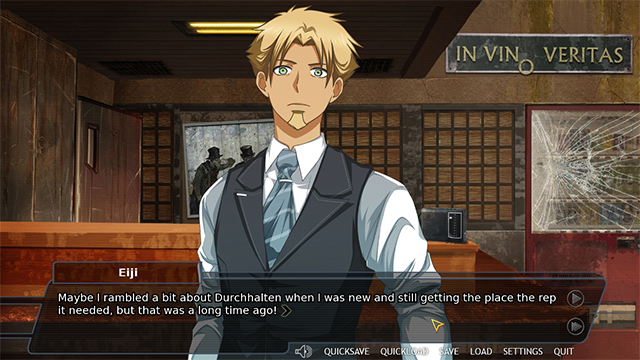 IN VINO VERITAS
Eiji
Maybe I rambled a bit about Durchhalten when I was new and still getting the place the rep
it needed, but that was a long time ago!
QUICKSAVE QUICKLOAD SAVE LOAD SETTINGS QUIT